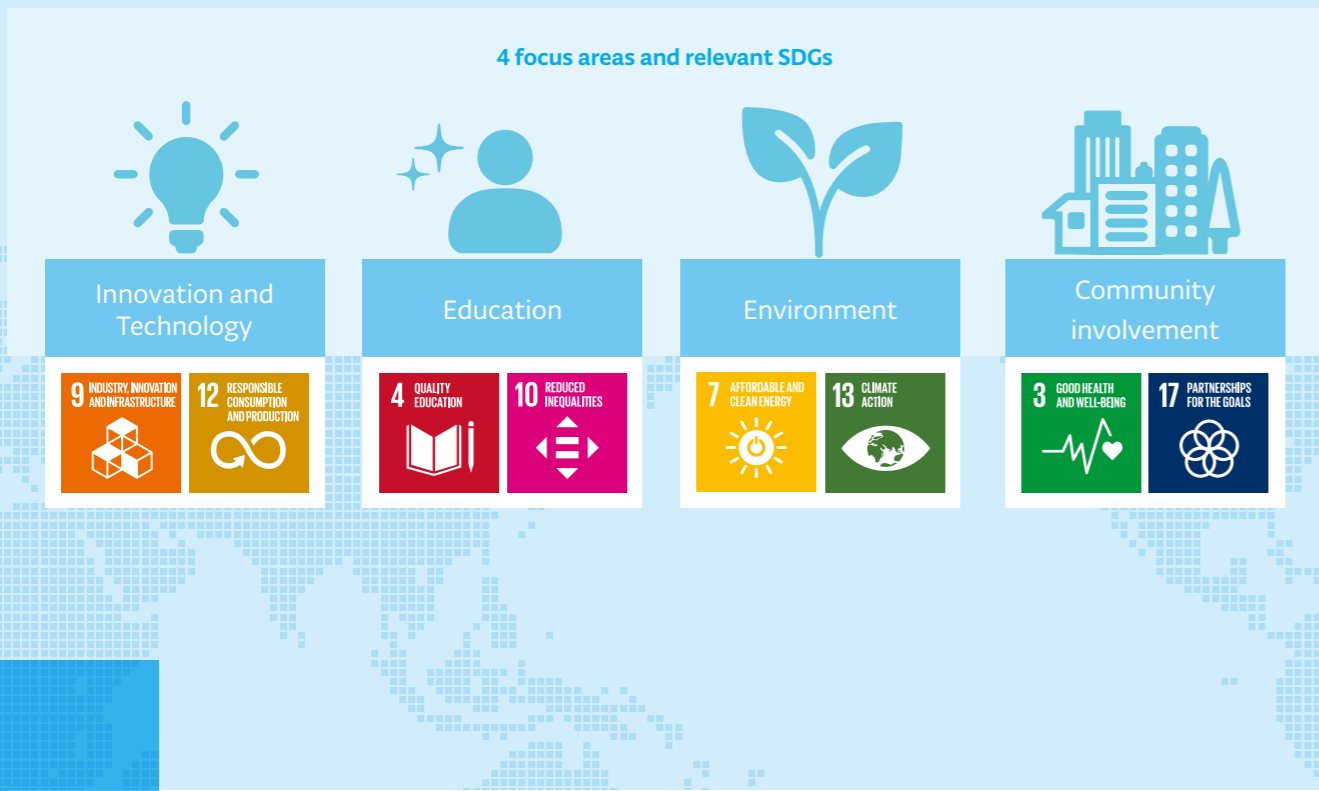 4 focus areas and relevant SDGs
Innovation and
Technology
Education
Environment
Community
involvement
9 INDUSTRY, INNOVATION
AND INFRASTRUCTURE
12 RESPONSIBLE
CONSUMPTION
AND PRODUCTION
4 QUALITY
EDUCATION
10 REDUCED
INEQUALITIES
7 AFFORDABLE AND
CLEAN ENERGY
13 CLIMATE
ACTION
3 GOOD HEALTH
AND WELL-BEING
17 PARTNERSHIPS
FOR THE GOALS